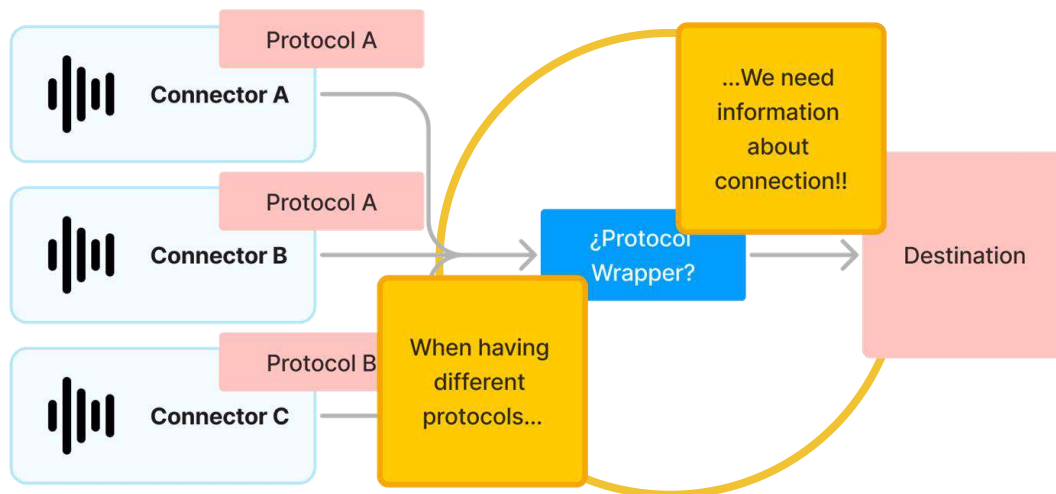 Protocol A
Connector A
Protocol A
Connector B
Protocol B
Connector C
When having
different
protocols...
¿Protocol
Wrapper?
...We need
information
about
connection!!
Destination